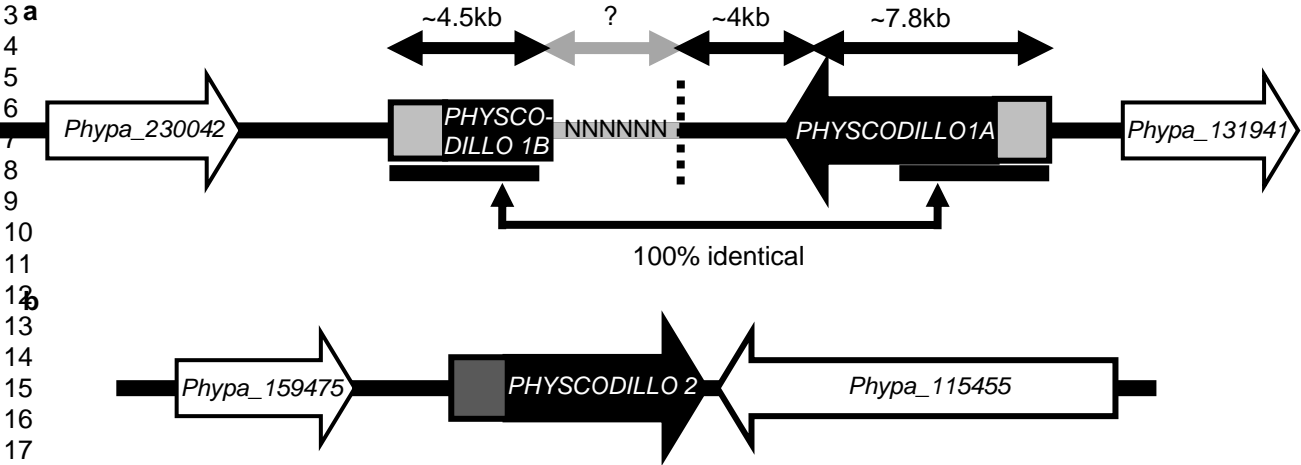 3
a
~4.5kb ? ~4kb ~7.8kb
4
5
6
Phypa_230042 PHYSCO-
DILLO 1B NNNNNN PHYSCODILLO1A Phypa_131941
7
8
9
10
100% identical
11
12
b
13
14
Phypa_159475 PHYSCODILLO 2 Phypa_115455
15
16
17